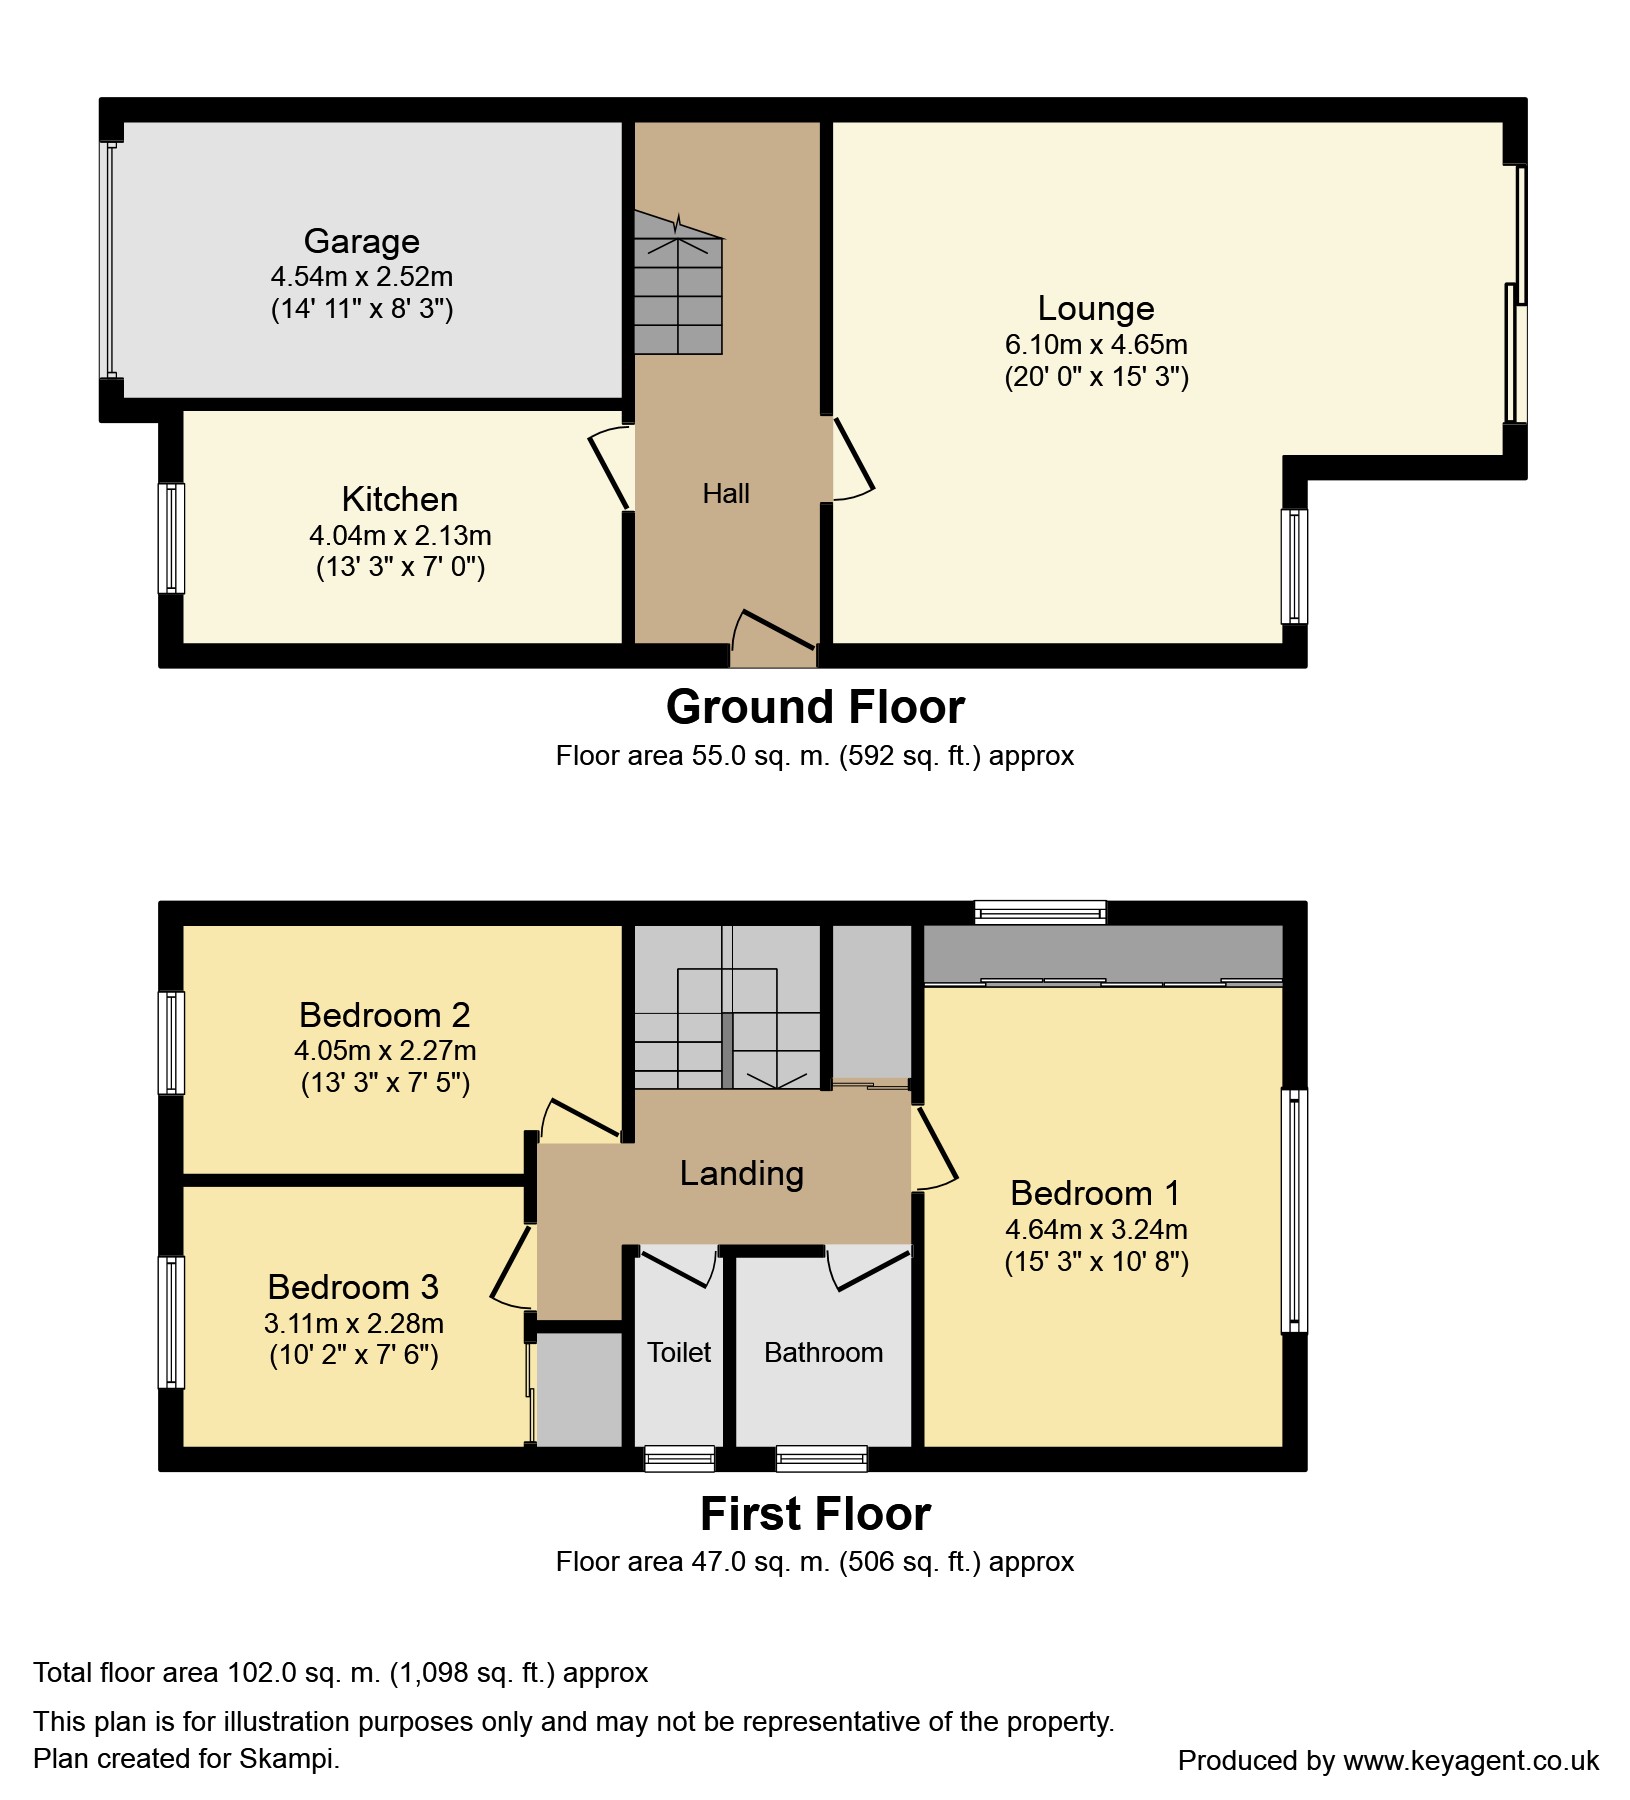 Garage
4.54m x 2.52m
(14' 11" x 8' 3")
Lounge
6.10m x 4.65m
(20' 0" x 15' 3")
Kitchen
4.04m x 2.13m
(13' 3" x 7' 0")
Hall
Ground Floor
Floor area 55.0 sq. m. (592 sq. ft.) approx
Bedroom 2
4.05m x 2.27m
(13' 3" x 7' 5")
Landing
Bedroom 1
4.64m x 3.24m
(15' 3" x 10' 8")
Bedroom 3
3.11m x 2.28m
(10' 2" x 7' 6")
Toilet
Bathroom
First Floor
Floor area 47.0 sq. m. (506 sq. ft.) approx
Total floor area 102.0 sq. m. (1,098 sq. ft.) approx
This plan is for illustration purposes only and may not be representative of the property.
Plan created for Skampi.
Produced by www.keyagent.co.uk